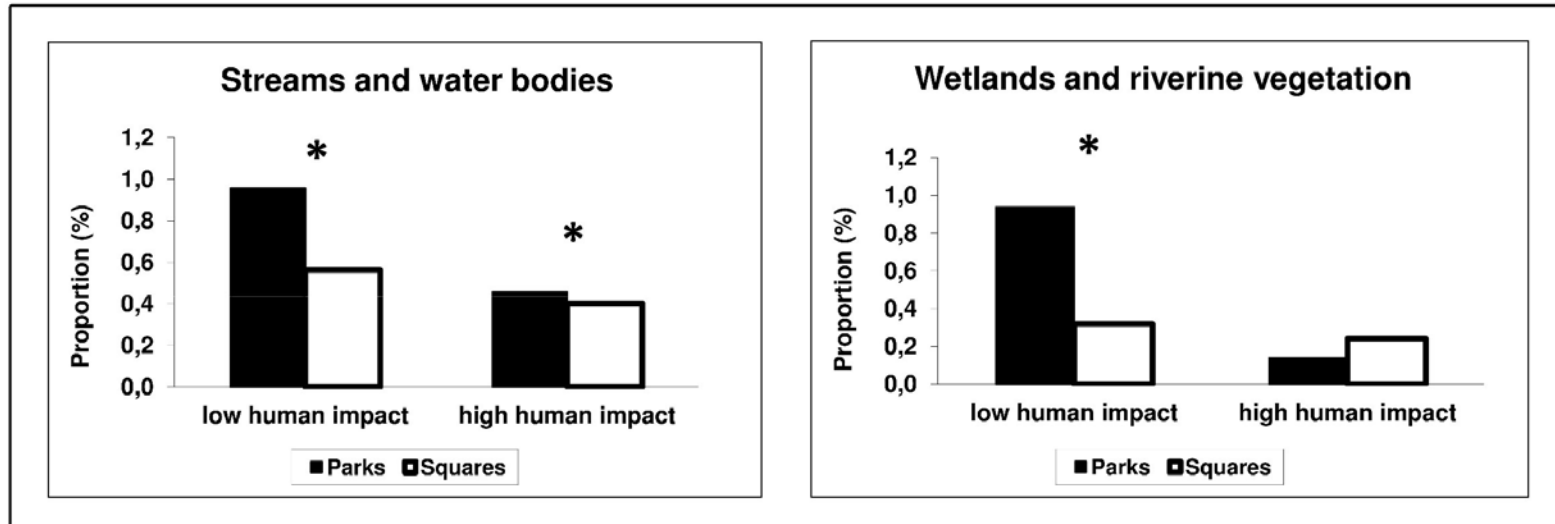 Streams and water bodies
*
*
Proportion (%)
1,2
1,0
0,8
0,6
0,4
0,2
0,0
low human impact high human impact
Parks Squares
Wetlands and riverine vegetation
*
Proportion (%)
1,2
1,0
0,8
0,6
0,4
0,2
0,0
low human impact high human impact
Parks Squares